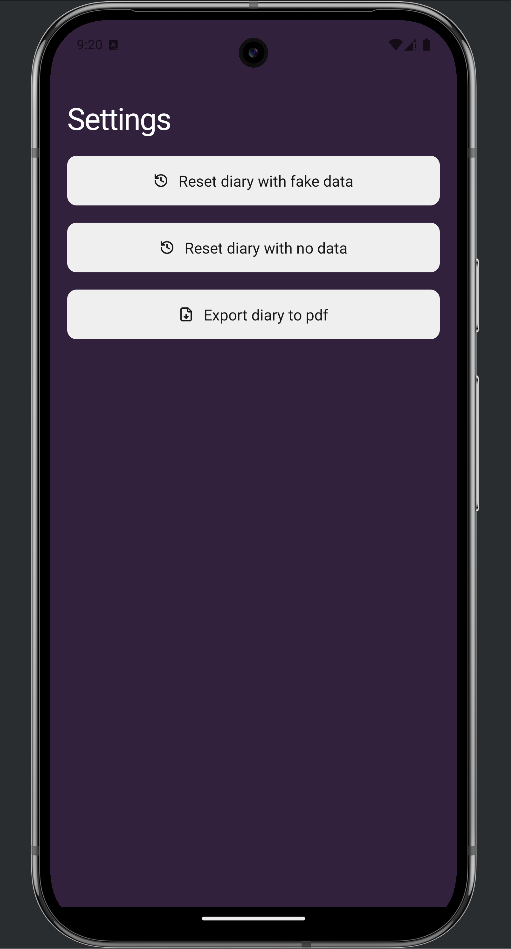 9:20
Settings
Reset diary with fake data
Reset diary with no data
Export diary to pdf